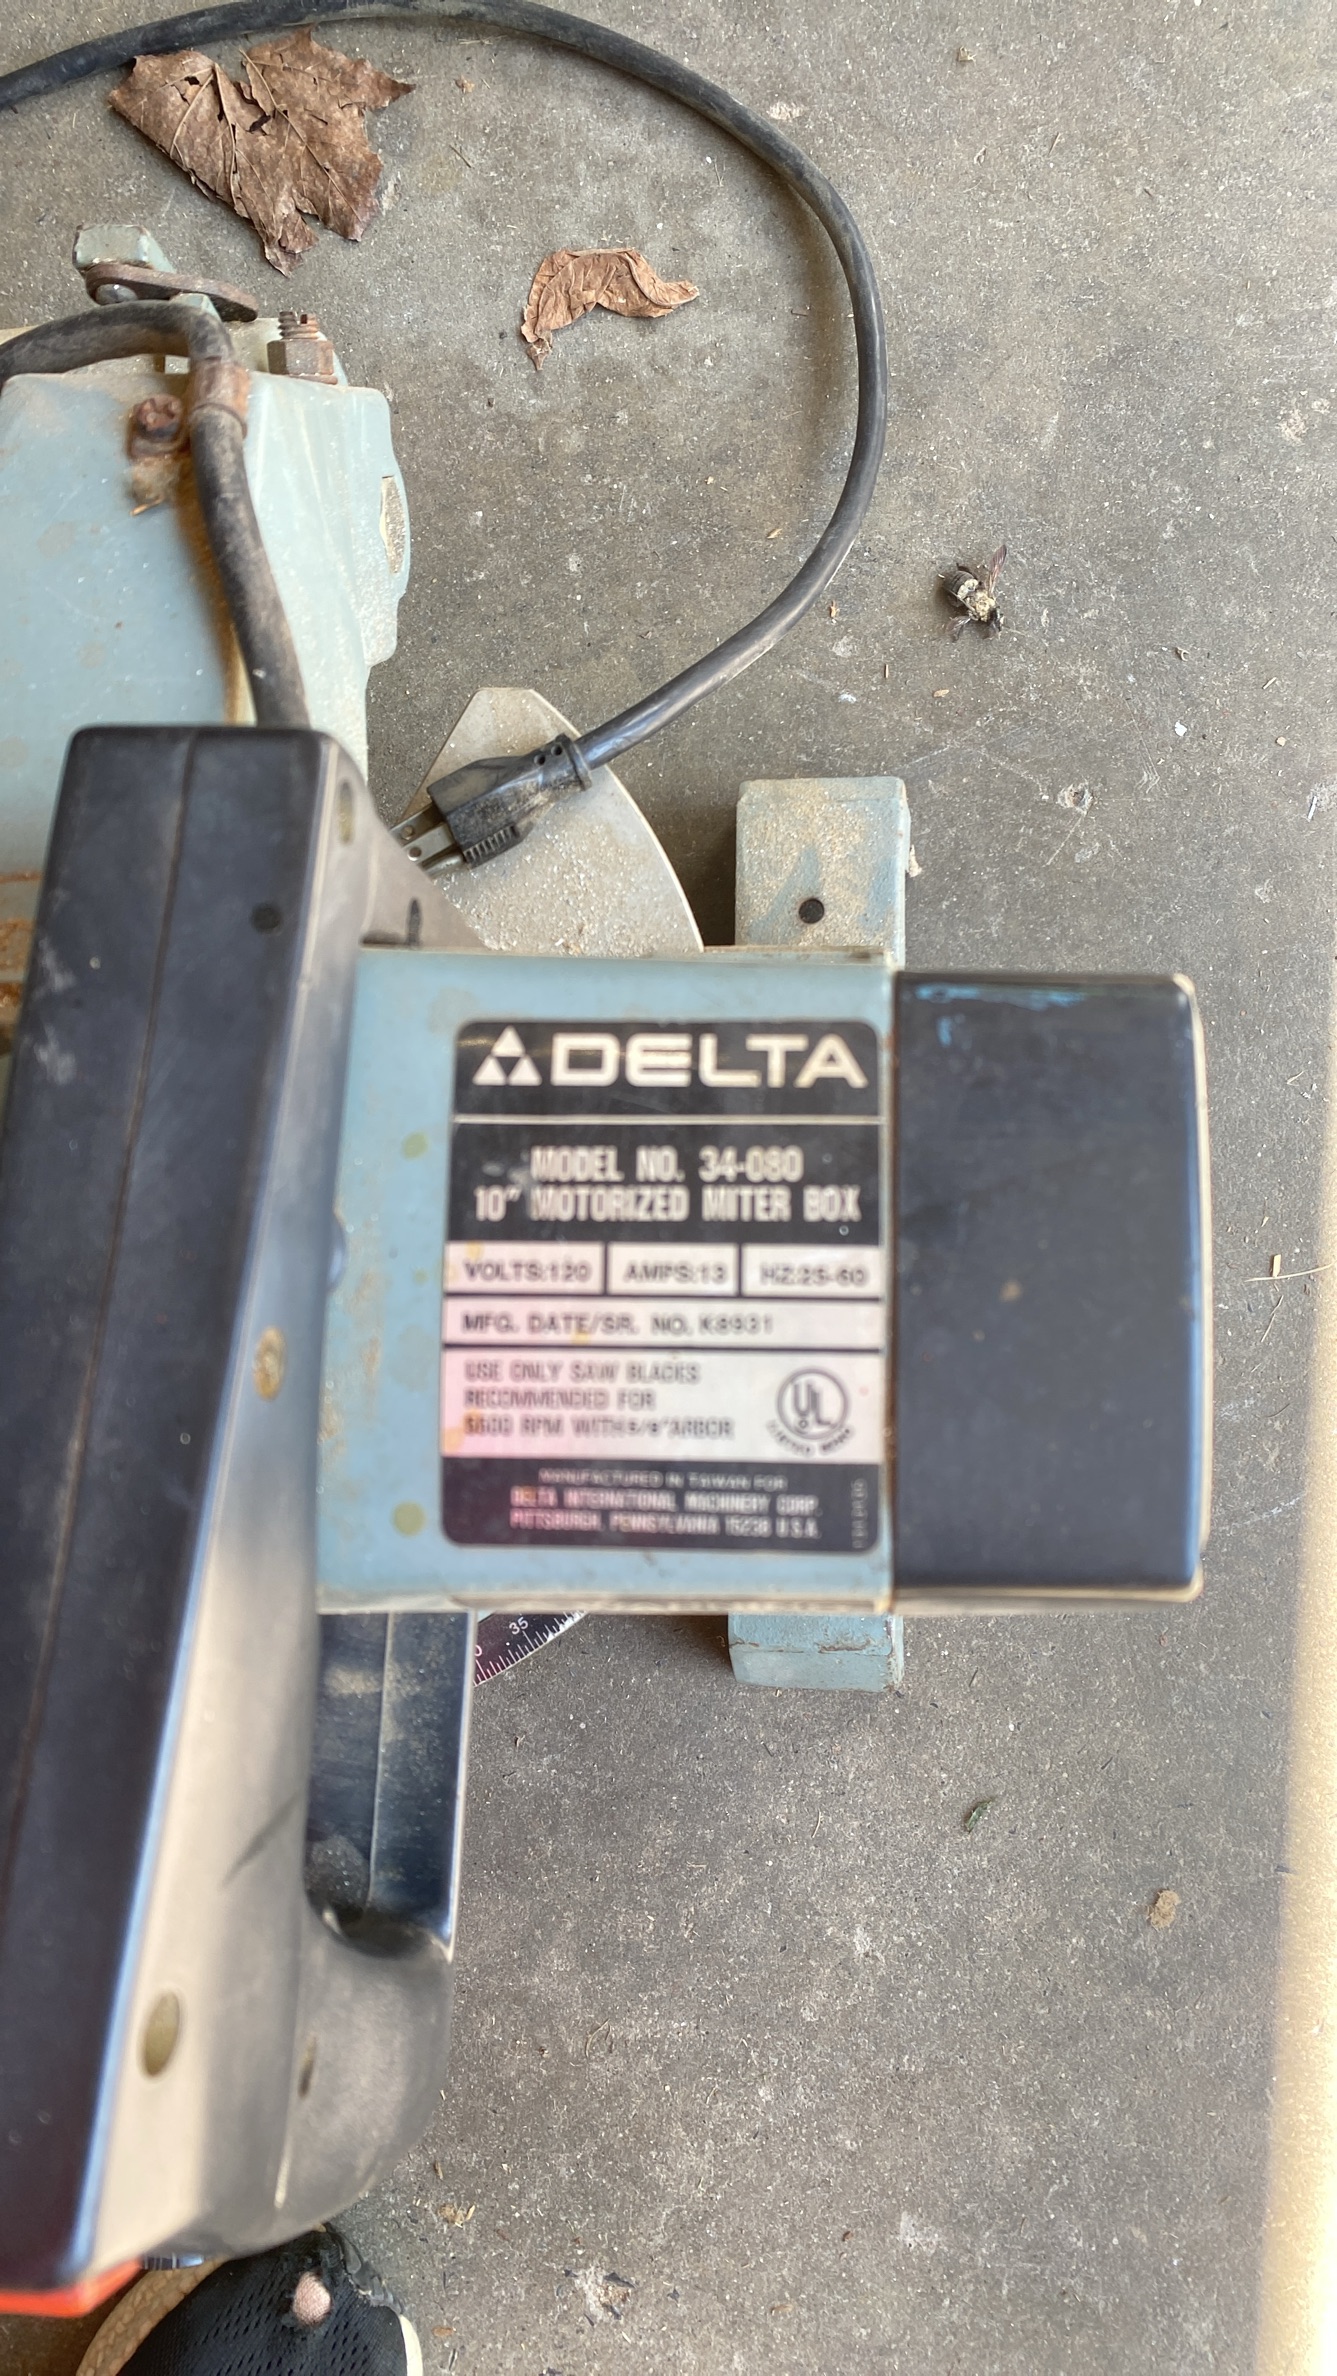 DELTA
MODEL NO. 34-080
10" MOTORIZED MITER BOX
VOLTS:120 AMPS:13 HZ:25-60
MFG. DATE/SR. NO. K8931
USE ONLY SAW BLADES
RECOMMENDED FOR
RPM WITH 5/8" ARBOR
UL
LISTED
MANUFACTURED IN TAIWAN FOR
DELTA INTERNATIONAL MACHINERY CORP.
PITTSBURGH, PENNSYLVANIA 15238 U.S.A.
35